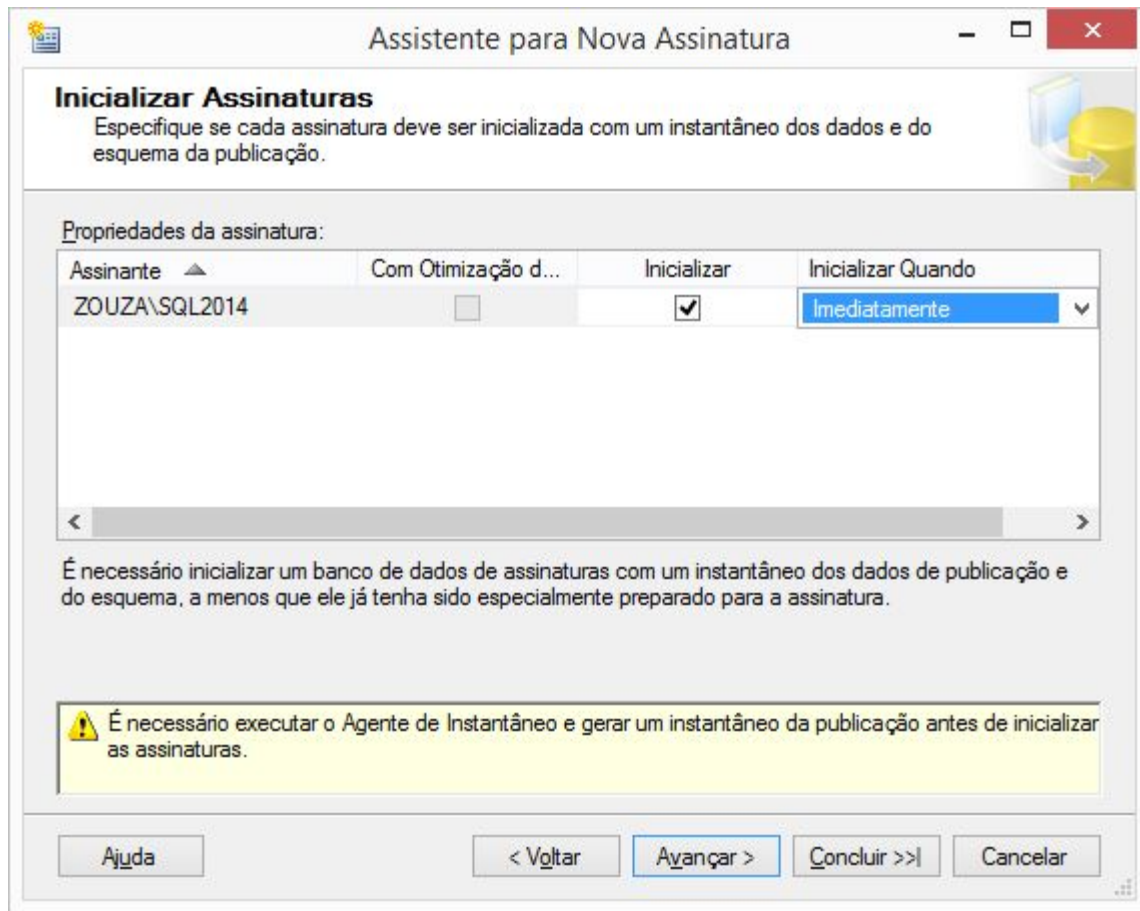 Assistente para Nova Assinatura
Inicializar Assinaturas
Especifique se cada assinatura deve ser inicializada com um instantâneo dos dados e do
esquema da publicação.
Propriedades da assinatura:
Assinante Com Otimização d... Inicializar Inicializar Quando
ZOUZA\SQL2014 Imediatamente
É necessário inicializar um banco de dados de assinaturas com um instantâneo dos dados de publicação e
do esquema, a menos que ele já tenha sido especialmente preparado para a assinatura.
É necessário executar o Agente de Instantâneo e gerar um instantâneo da publicação antes de inicializar
as assinaturas.
Ajuda < Voltar Avançar > Concluir >>| Cancelar